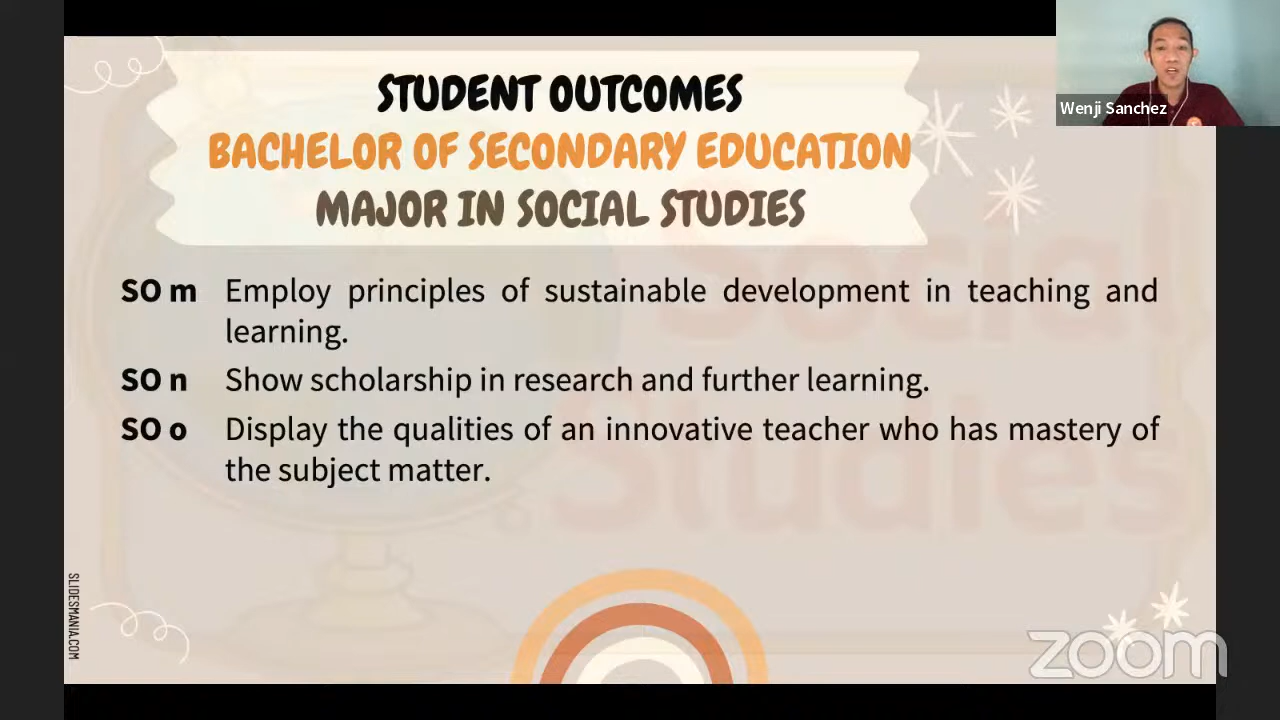 STUDENT OUTCOMES
BACHELOR OF SECONDARY EDUCATION
MAJOR IN SOCIAL STUDIES
Wenji Sanchez
SO m Employ principles of sustainable development in teaching and
learning.
SO n Show scholarship in research and further learning.
SO o Display the qualities of an innovative teacher who has mastery of
the subject matter.
Social
Studies
SLIDESMANIA.COM
zoom